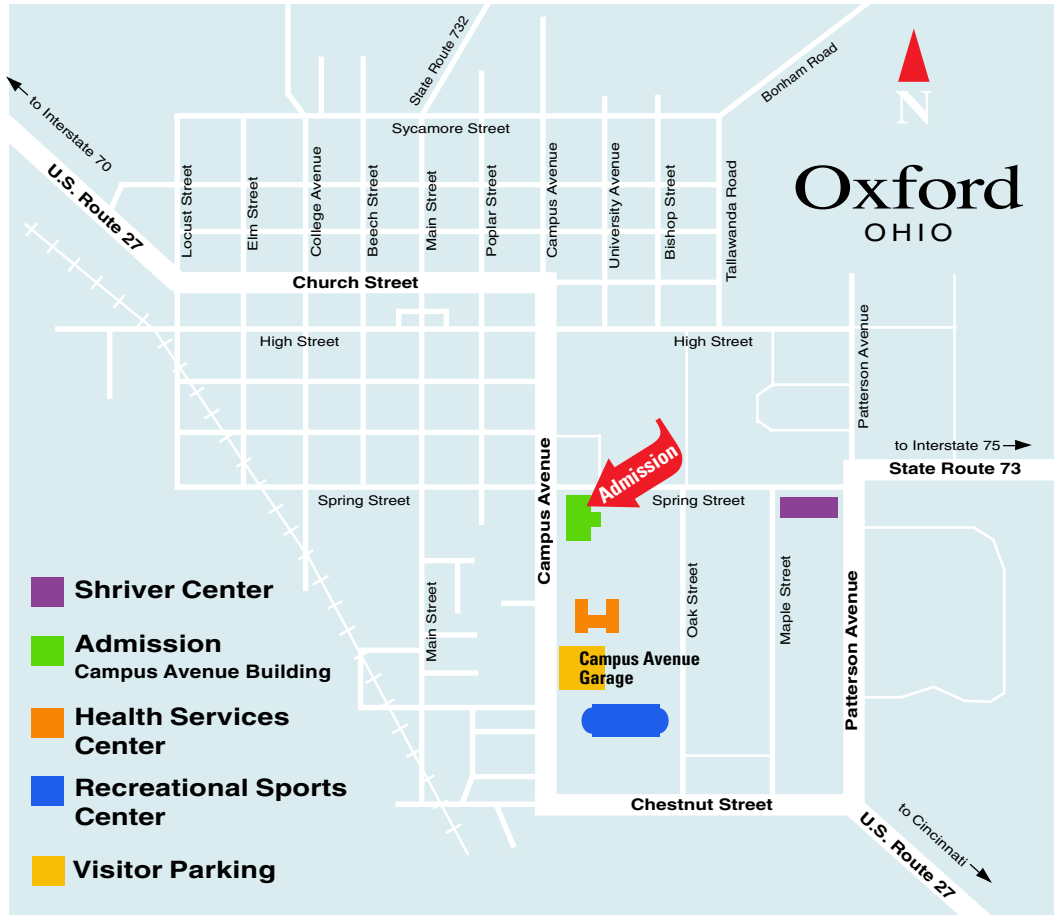 State Route 732
Bonham Road
N
to Interstate 70
U.S. Route 27
Sycamore Street
Locust Street
Elm Street
College Avenue
Beech Street
Main Street
Poplar Street
Campus Avenue
University Avenue
Bishop Street
Tallawanda Road
Oxford
OHIO
Church Street
High Street
High Street
Patterson Avenue
to Interstate 75
State Route 73
Admission
Spring Street
Spring Street
Campus Avenue
Main Street
Oak Street
Maple Street
Patterson Avenue
Shriver Center
Admission
Campus Avenue Building
Health Services
Center
Recreational Sports
Center
Visitor Parking
Campus Avenue
Garage
Chestnut Street
to Cincinnati
U.S. Route 27